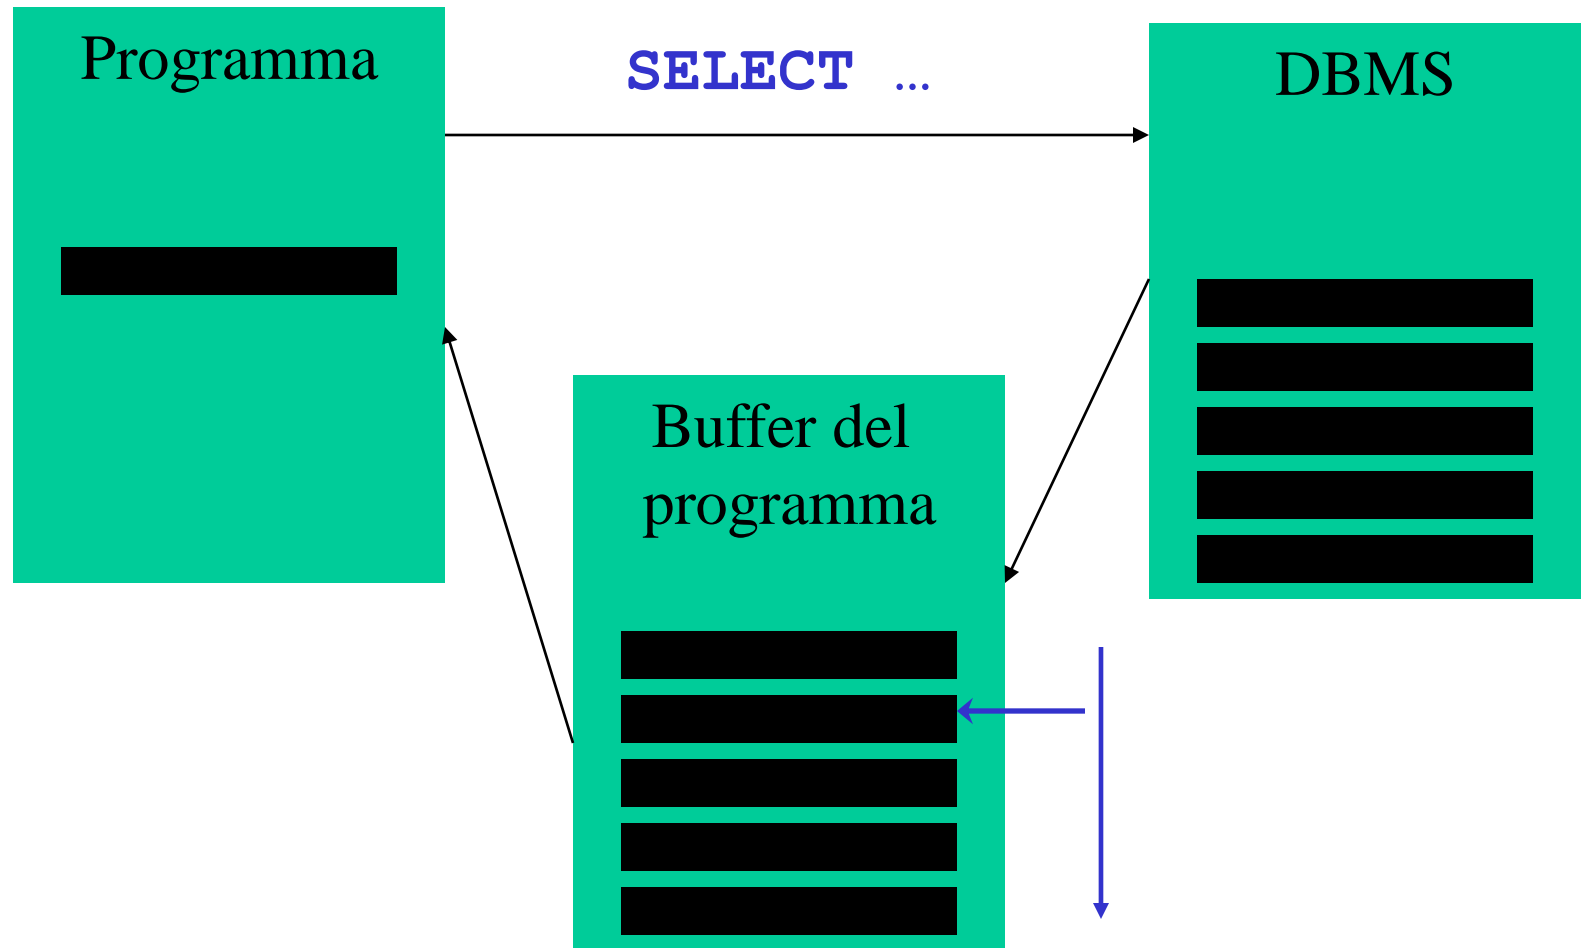 Programma
SELECT ...
DBMS
Buffer del
programma